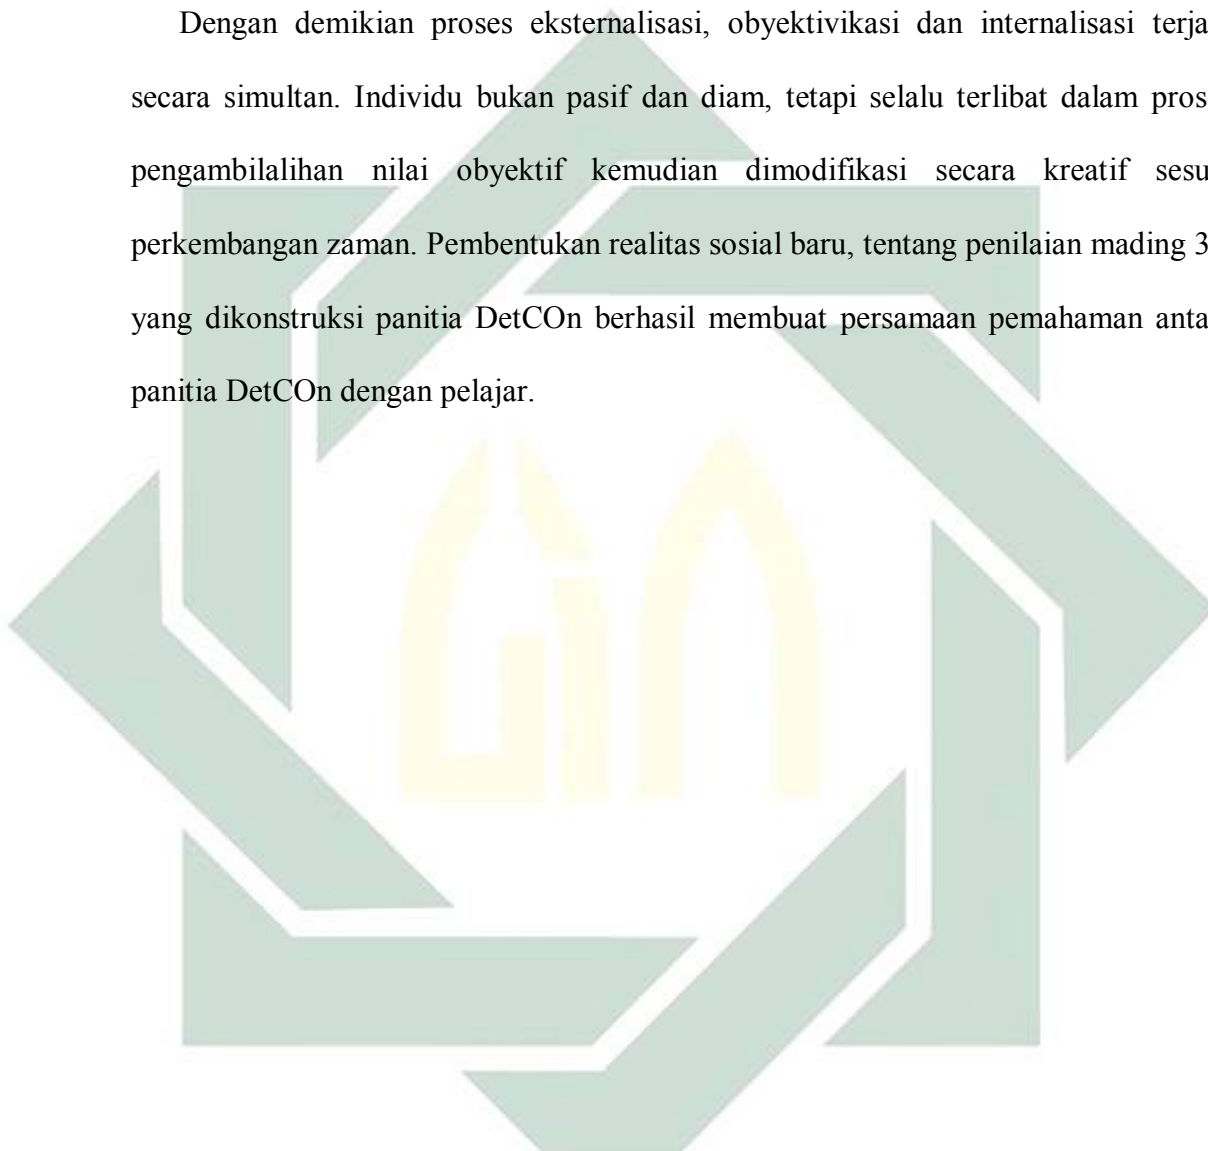 Dengan demikian proses eksternalisasi, obyektivikasi dan internalisasi terja
secara simultan. Individu bukan pasif dan diam, tetapi selalu terlibat dalam pros
pengambilalihan nilai obyektif kemudian dimodifikasi secara kreatif sesu
perkembangan zaman. Pembentukan realitas sosial baru, tentang penilaian mading 3
yang dikonstruksi panitia DetCOn berhasil membuat persamaan pemahaman anta
panitia DetCOn dengan pelajar.